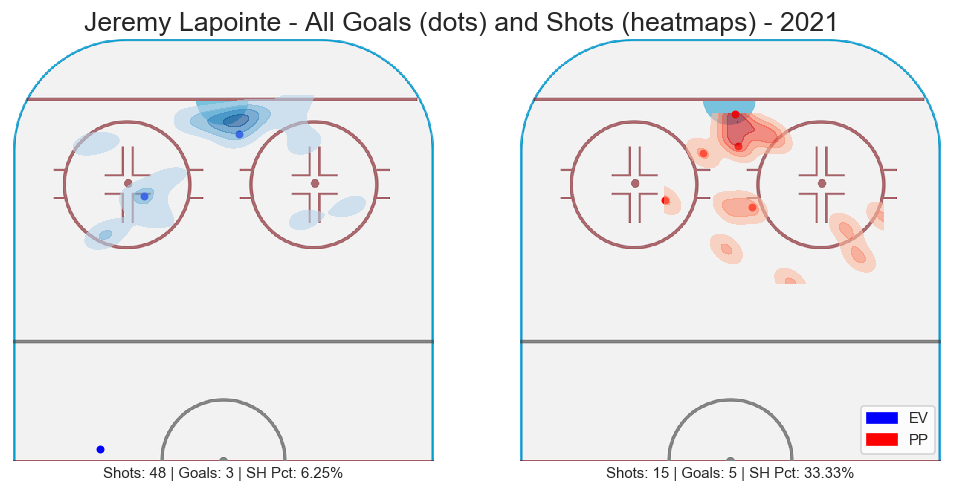 Jeremy Lapointe - All Goals (dots) and Shots (heatmaps) - 2021
EV
PP
Shots: 48 | Goals: 3 | SH Pct: 6.25%
Shots: 15 | Goals: 5 | SH Pct: 33.33%